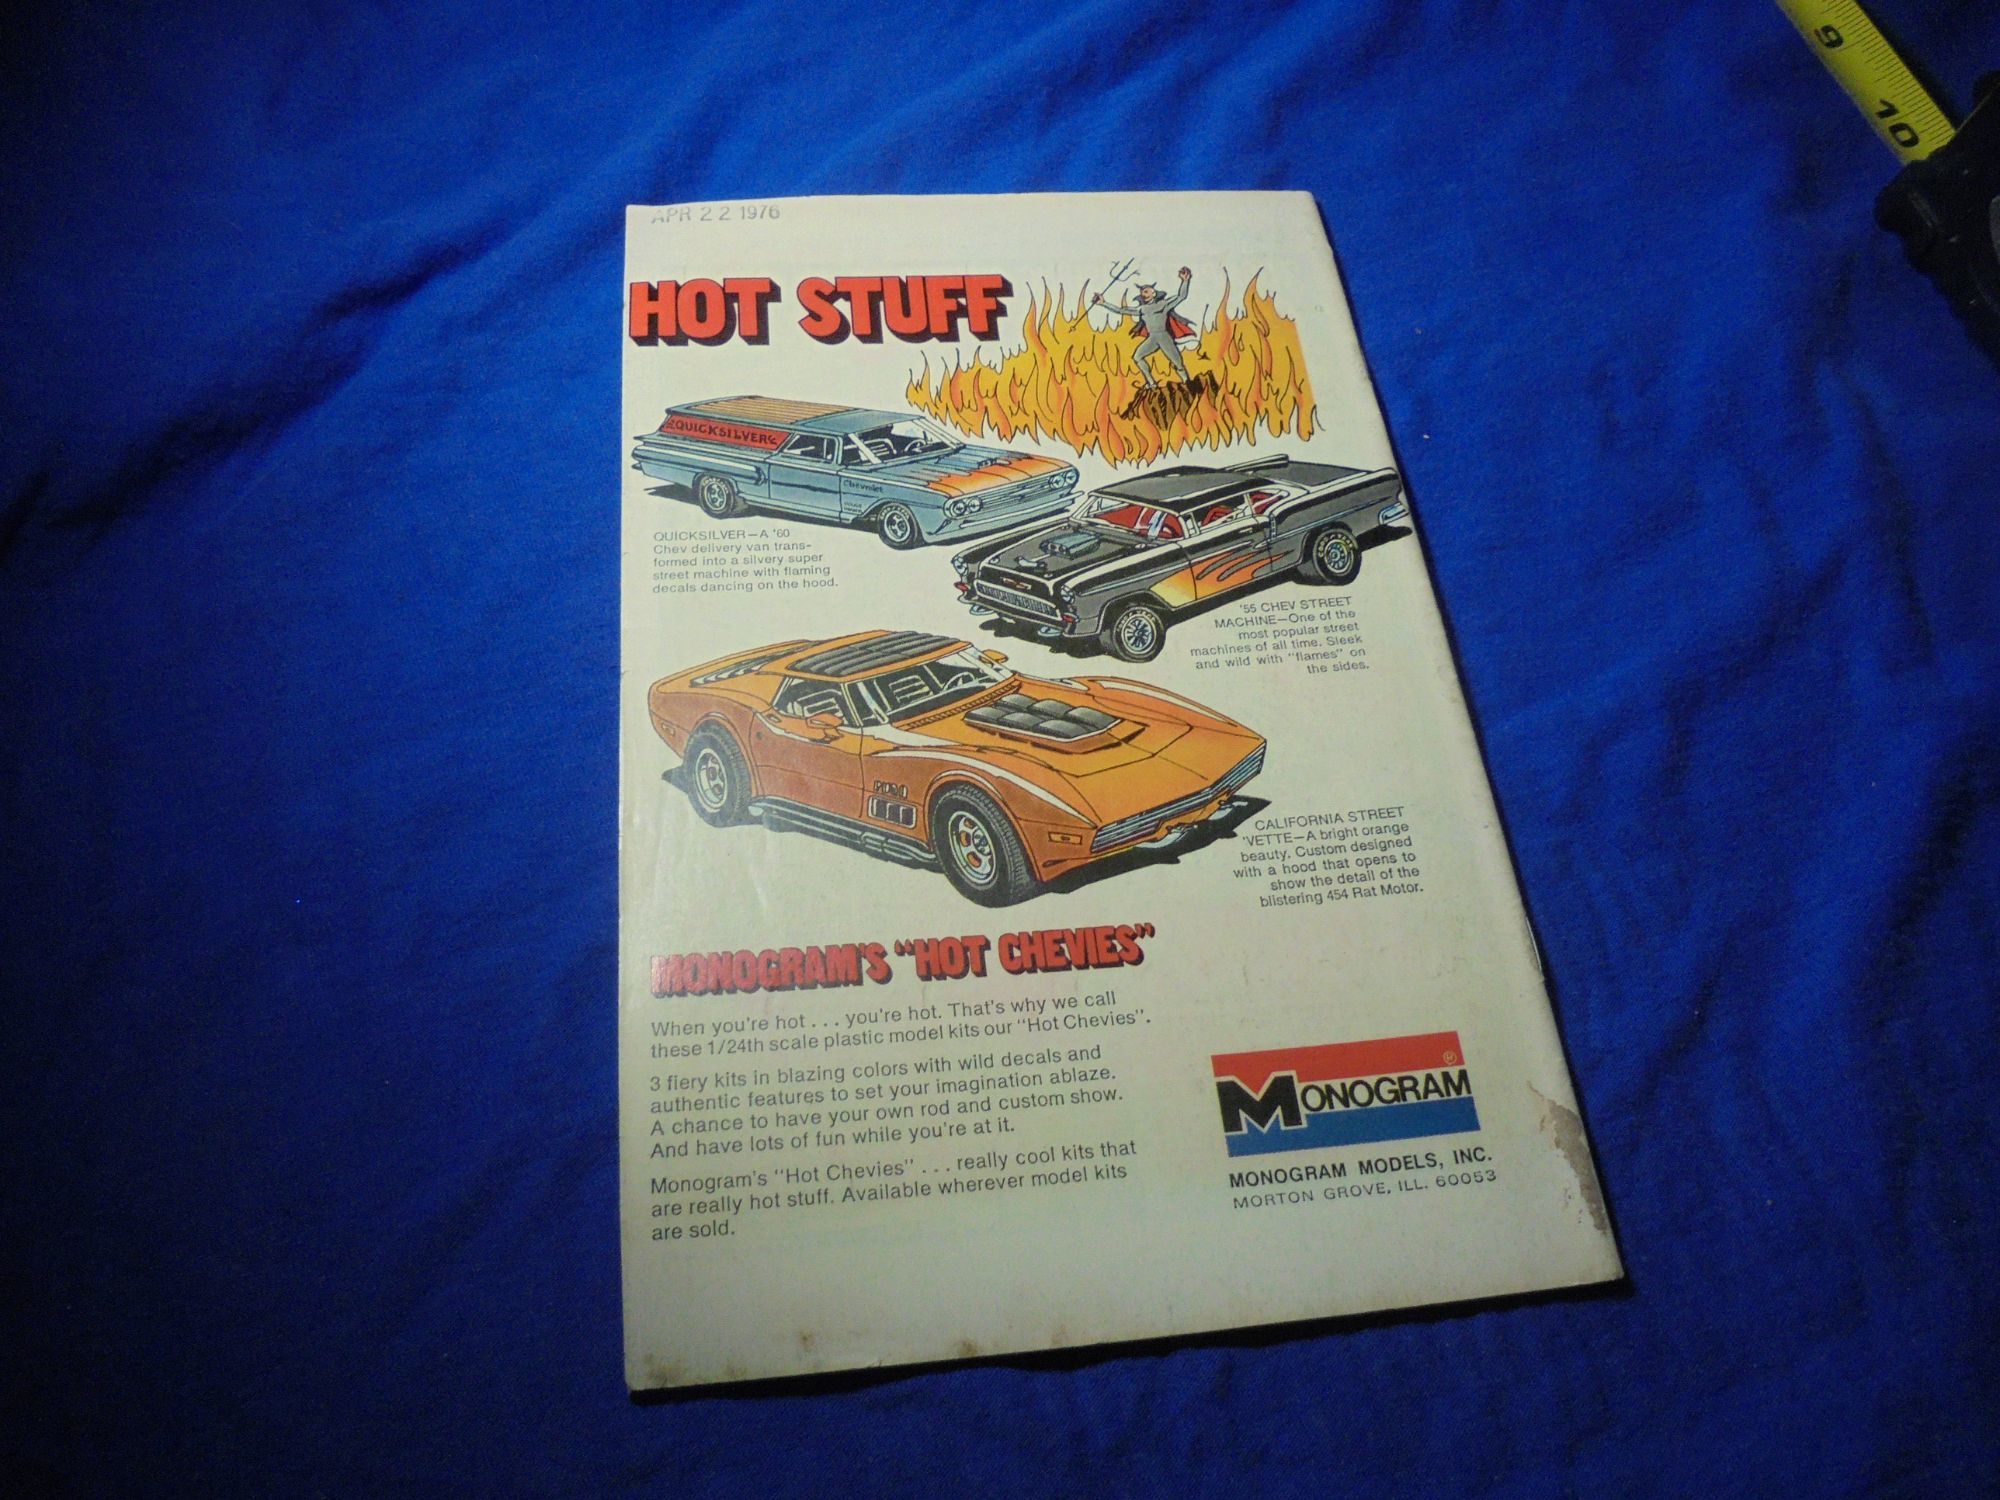 9
10
APR 22 1976
HOT STUFF
QUICKSILVER
Chevrolet
QUICKSILVER—A '60
Chev delivery van trans-
formed into a silvery super
street machine with flaming
decals dancing on the hood.
'55 CHEV STREET
MACHINE—One of the
most popular street
machines of all time. Sleek
and wild with "flames" on
the sides.
CALIFORNIA STREET
'VETTE—A bright orange
beauty. Custom designed
with a hood that opens to
show the detail of the
blistering 454 Rat Motor.
MONOGRAM'S "HOT CHEVIES"
When you're hot . . . you're hot. That's why we call
these 1/24th scale plastic model kits our "Hot Chevies".
3 fiery kits in blazing colors with wild decals and
authentic features to set your imagination ablaze.
A chance to have your own rod and custom show.
And have lots of fun while you're at it.
Monogram's "Hot Chevies" . . . really cool kits that
are really hot stuff. Available wherever model kits
are sold.
MONOGRAM
MONOGRAM MODELS, INC.
MORTON GROVE, ILL. 60053